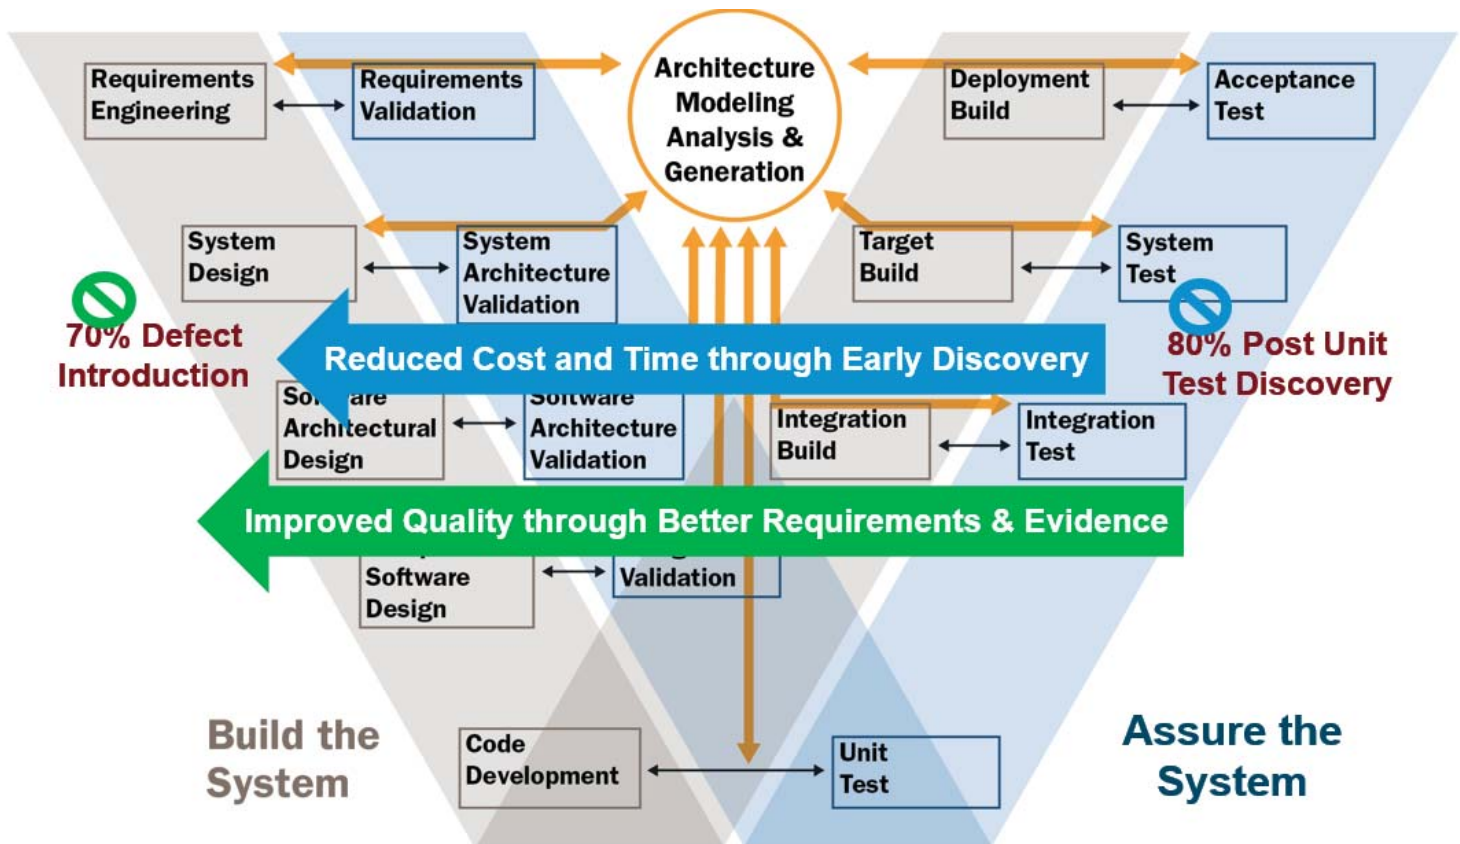 Requirements
Engineering
Requirements
Validation
Architecture
Modeling
Analysis &
Generation
Deployment
Build
Acceptance
Test
System
Design
System
Architecture
Validation
Target
Build
System
Test
70% Defect
Introduction
Reduced Cost and Time through Early Discovery
80% Post Unit
Test Discovery
Software
Architectural
Design
Software
Architecture
Validation
Integration
Build
Integration
Test
Improved Quality through Better Requirements & Evidence
Software
Design
Validation
Build the
System
Code
Development
Unit
Test
Assure the
System